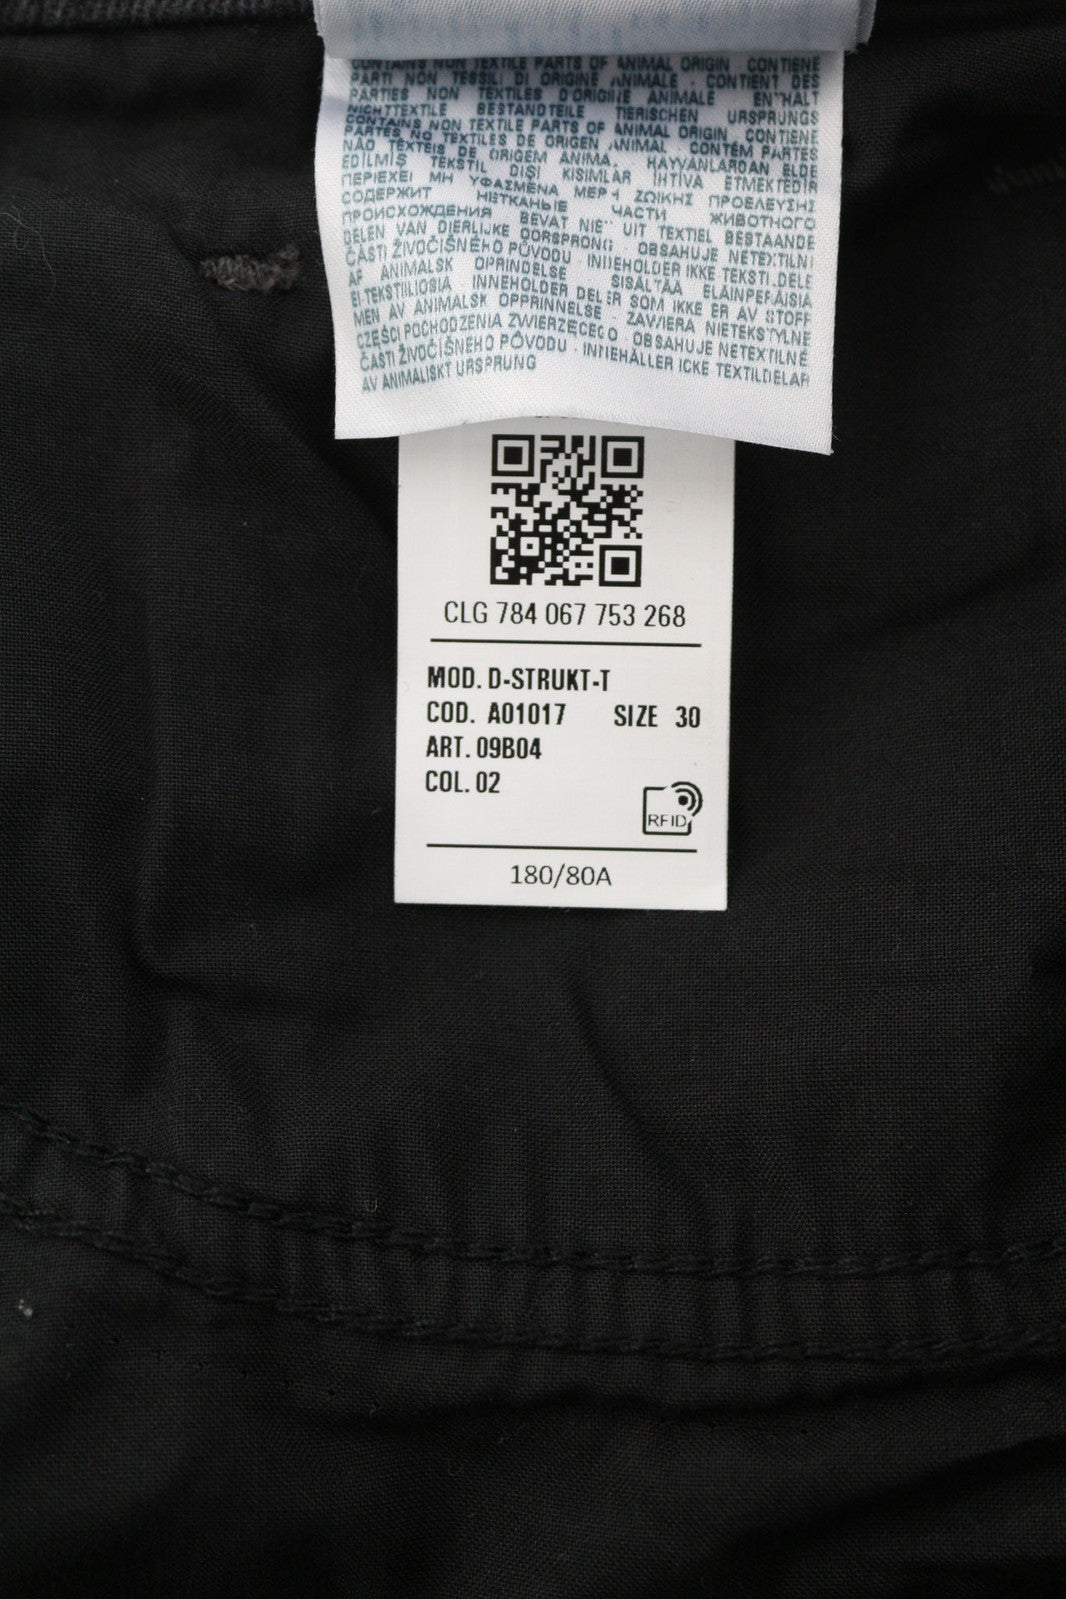 CONTAINS NON TEXTILE PARTS OF ANIMAL ORIGIN CONTIENE
PARTI NON TESSILI DI ORIGINE ANIMALE · CONTIENT DES
PARTIES NON TEXTILES D'ORIGINE ANIMALE ENTHÄLT
NICHTTEXTILE BESTANDTEILE TIERISCHEN URSPRUNGS
CONTAINS NON TEXTILE PARTS OF ANIMAL ORIGIN CONTIENE
PARTES NO TEXTILES DE ORIGEN ANIMAL CONTÉM PARTES
NÃO TÊXTEIS DE ORIGEM ANIMAL HAYVANLARDAN ELDE
EDILMIŞ TEKSTIL DIŞI KISIMLAR IHTIVA ETMEKTEDIR
ΠΕΡΙΕΧΕΙ ΜΗ ΥΦΑΣΜΕΝΑ ΜΕΡΗ ΖΩΙΚΗΣ ΠΡΟΕΛΕΥΣΗΣ
СОДЕРЖИТ НЕТКАНЫЕ ЧАСТИ ЖИВОТНОГО
ПРОИСХОЖДЕНИЯ BEVAT NIET UIT TEXTIEL BESTAANDE
DELEN VAN DIERLIJKE OORSPRONG OBSAHUJE NETEXTILNÍ
ČÁSTI ŽIVOČIŠNÉHO PŮVODU INDEHOLDER IKKE TEKSTILDELE
AF ANIMALSK OPRINDELSE SISÄLTÄÄ ELÄINPERÄISIÄ
EI-TEKSTIILIOSIA INNEHOLDER DELER SOM IKKE ER AV STOFF
MEN AV ANIMALSK OPPRINNELSE · ZAWIERA NIETEKSTYLNE
CZĘŚCI POCHODZENIA ZWIERZĘCEGO OBSAHUJE NETEXTILNÉ
ČASTI ŽIVOČIŠNEHO PÔVODU · INNEHÅLLER ICKE TEXTILDELAR
AV ANIMALISKT URSPRUNG
CLG 784 067 753 268
MOD. D-STRUKT-T
COD. A01017 SIZE 30
ART. 09B04
COL. 02
RFID
180/80A